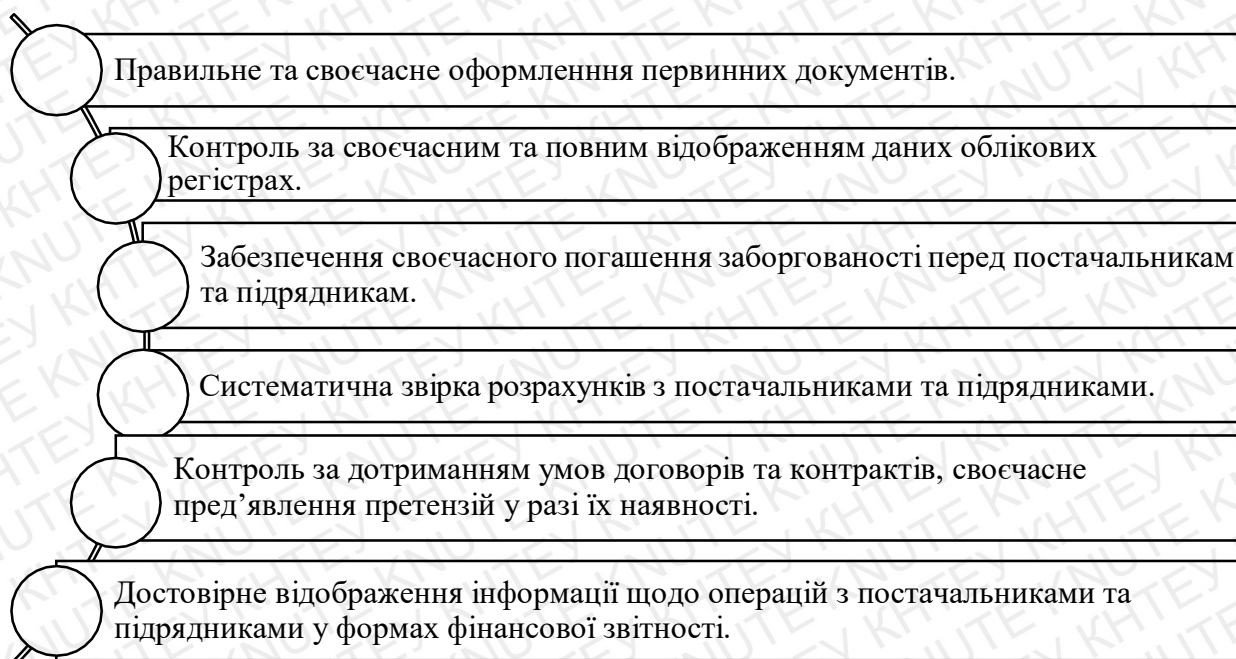 Правильне та своєчасне оформленння первинних документів.
Контроль за своєчасним та повним відображенням даних облікових
регістрах.
Забезпечення своєчасного погашення заборгованості перед постачальникам
та підрядникам.
Систематична звірка розрахунків з постачальниками та підрядниками.
Контроль за дотриманням умов договорів та контрактів, своєчасне
пред’явлення претензій у разі їх наявності.
Достовірне відображення інформації щодо операцій з постачальниками та
підрядниками у формах фінансової звітності.